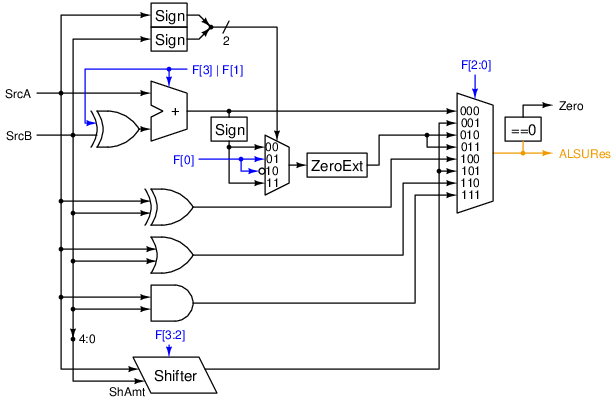 Sign
Sign
2
F[3] | F[1]
F[2:0]
SrcA
SrcB
+
Sign
F[0]
00
01
10
11
ZeroExt
000
001
010
011
100
101
110
111
Zero
==0
ALSURes
4:0
F[3:2]
Shifter
ShAmt